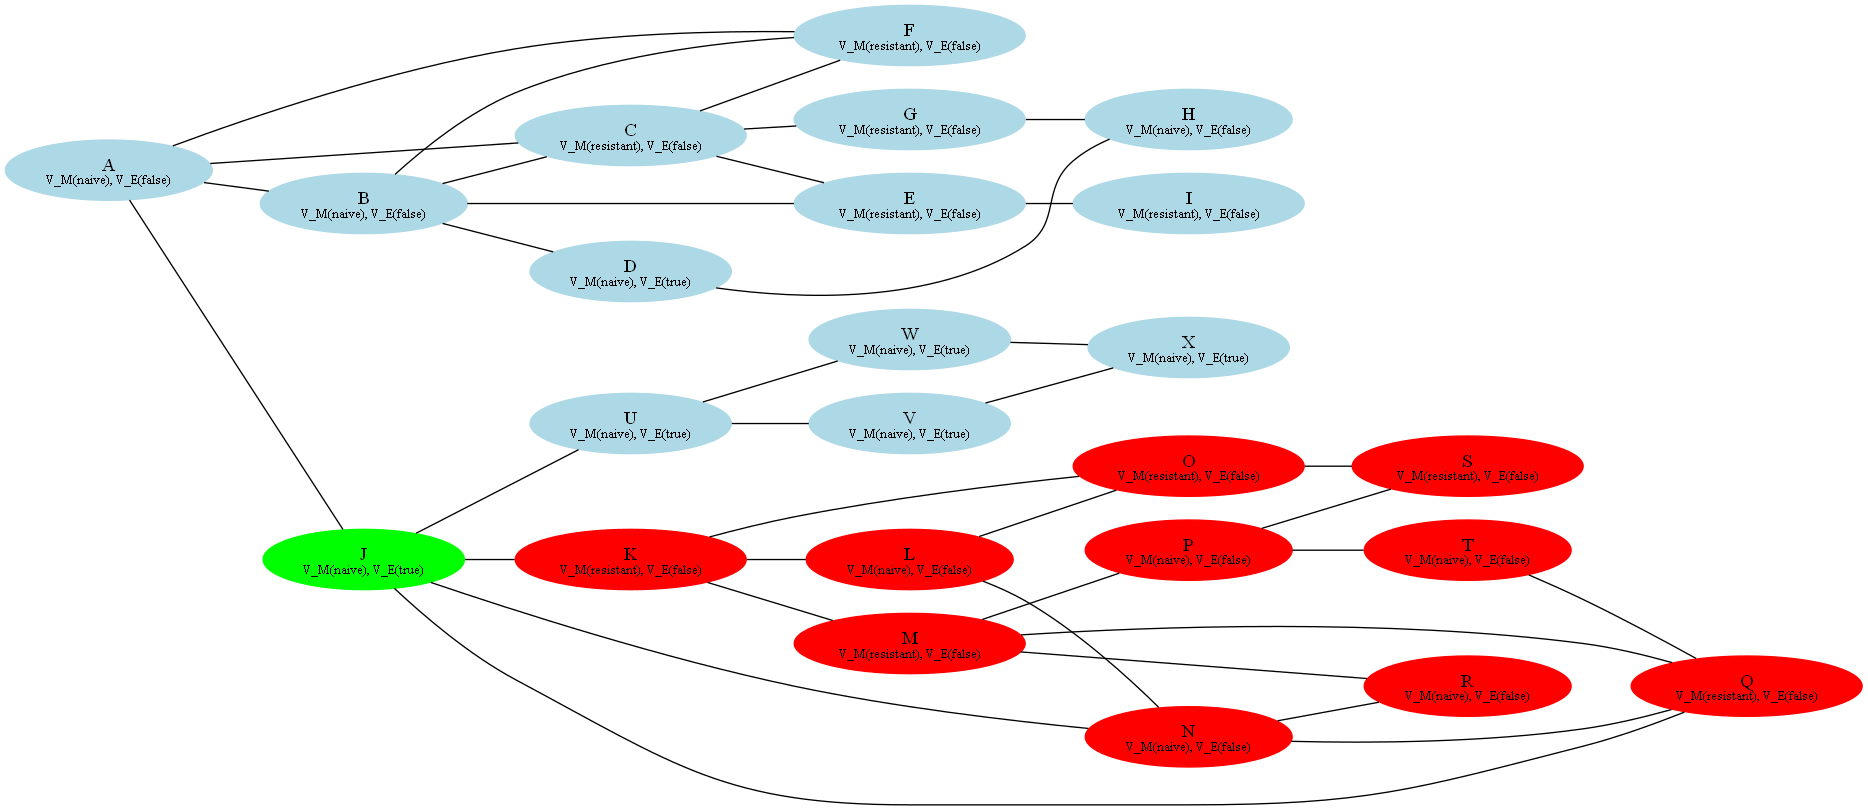 F
V_M(resistant), V_E(false)
C
V_M(resistant), V_E(false)
G
V_M(resistant), V_E(false)
H
V_M(naive), V_E(false)
A
V_M(naive), V_E(false)
B
V_M(naive), V_E(false)
E
V_M(resistant), V_E(false)
I
V_M(resistant), V_E(false)
D
V_M(naive), V_E(true)
W
V_M(naive), V_E(true)
X
V_M(naive), V_E(true)
U
V_M(naive), V_E(true)
V
V_M(naive), V_E(true)
O
V_M(resistant), V_E(false)
S
V_M(resistant), V_E(false)
J
V_M(naive), V_E(true)
K
V_M(resistant), V_E(false)
L
V_M(naive), V_E(false)
P
V_M(naive), V_E(false)
T
V_M(naive), V_E(false)
M
V_M(resistant), V_E(false)
R
V_M(naive), V_E(false)
Q
V_M(resistant), V_E(false)
N
V_M(naive), V_E(false)